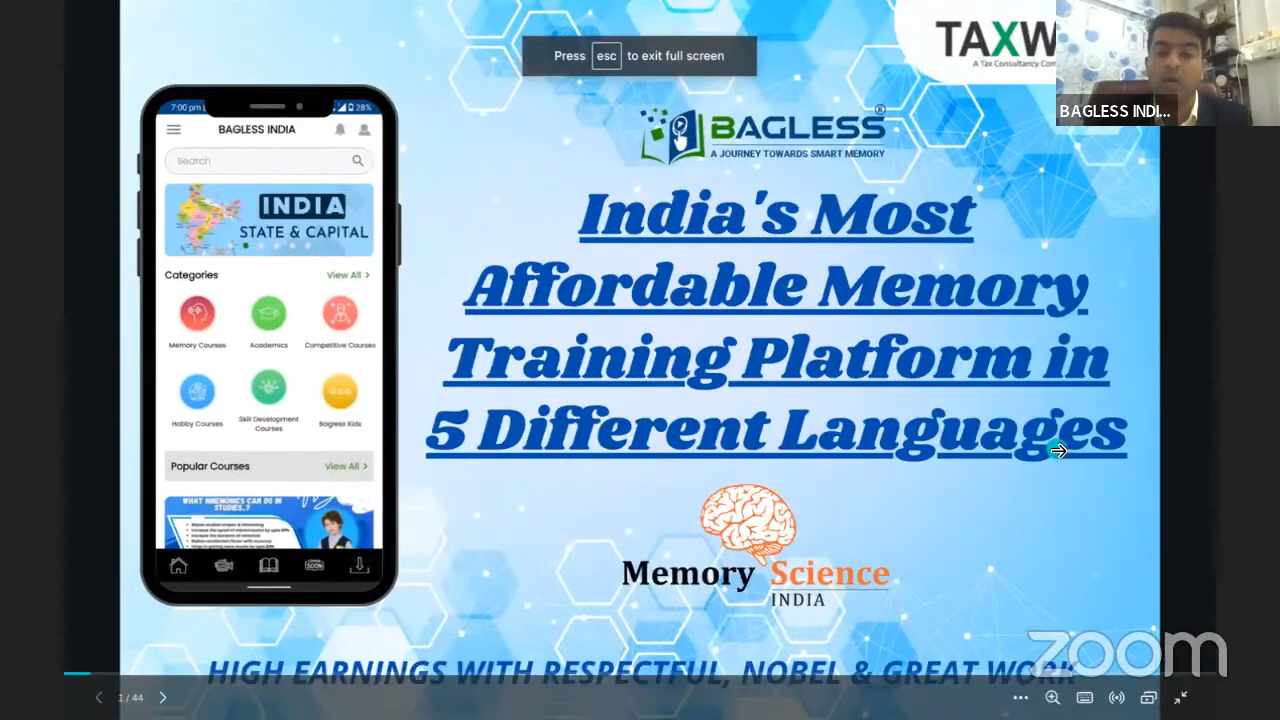 Press esc to exit full screen
TAXW
A Tax Consultancy Com
BAGLESS INDI...
7:00 pm
28%
BAGLESS INDIA
Search
INDIA
STATE & CAPITAL
Categories
View All >
Memory Courses
Academics
Competitive Courses
Hobby Courses
Skill Development
Courses
Bagless Kids
Popular Courses
View All >
WHAT MNEMONICS CAN DO IN
STUDIES..?
SOON
BAGLESS ®
A JOURNEY TOWARDS SMART MEMORY
India's Most
Affordable Memory
Training Platform in
5 Different Languages
Memory Science
INDIA
HIGH EARNINGS WITH RESPECTFUL, NOBEL & GREAT WORK
zoom
1 / 44